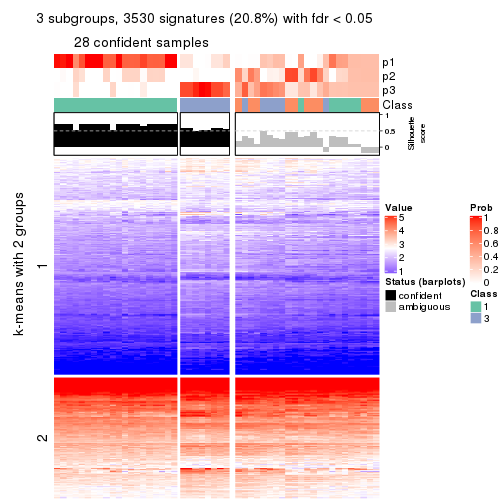 3 subgroups, 3530 signatures (20.8%) with fdr < 0.05
28 confident samples
p1
p2
p3
Class
1
0.5
0
Silhouette
score
k-means with 2 groups
1
2
Value
5
4
3
2
1
Status (barplots)
confident
ambiguous
Prob
1
0.8
0.6
0.4
0.2
0
Class
1
3